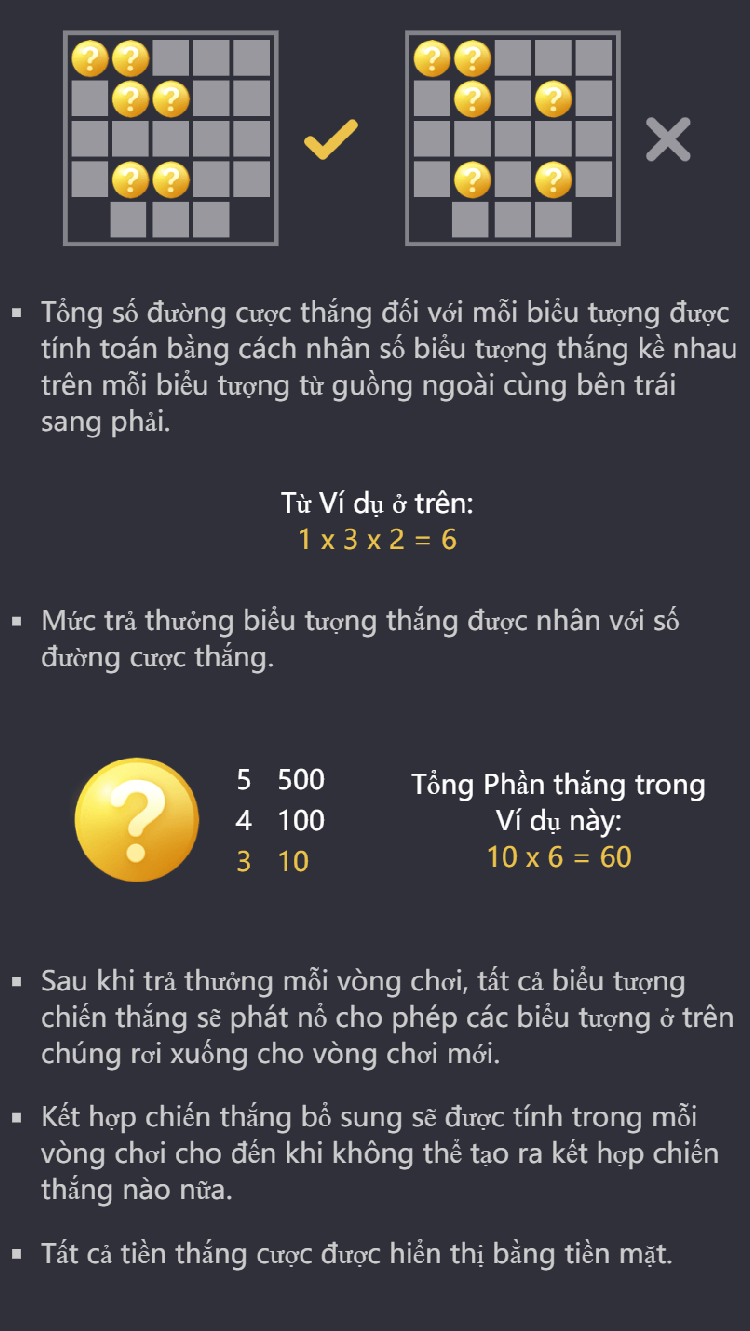 Tổng số đường cược thắng đối với mỗi biểu tượng được
tính toán bằng cách nhân số biểu tượng thắng kề nhau
trên mỗi biểu tượng từ guồng ngoài cùng bên trái
sang phải.
Từ Ví dụ ở trên:
1 x 3 x 2 = 6
Mức trả thưởng biểu tượng thắng được nhân với số
đường cược thắng.
5 500
4 100
3 10
Tổng Phần thắng trong
Ví dụ này:
10 x 6 = 60
Sau khi trả thưởng mỗi vòng chơi, tất cả biểu tượng
chiến thắng sẽ phát nổ cho phép các biểu tượng ở trên
chúng rơi xuống cho vòng chơi mới.
Kết hợp chiến thắng bổ sung sẽ được tính trong mỗi
vòng chơi cho đến khi không thể tạo ra kết hợp chiến
thắng nào nữa.
Tất cả tiền thắng cược được hiển thị bằng tiền mặt.